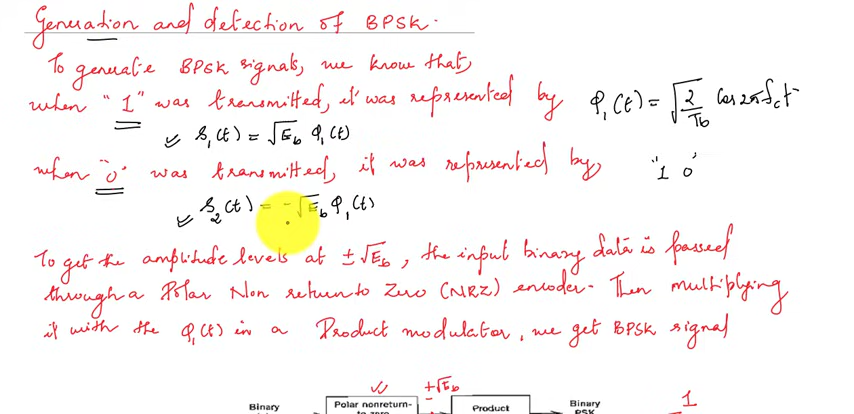 Generation and detection of BPSK.
To generate BPSK signals, we know that,
when "1" was transmitted, it was represented by φ₁(t) = √(2/Tb) Cos 2πfct
✓ s₁(t) = √Eb φ₁(t)
when "0" was transmitted, it was represented by, "1 0"
✓ s₂(t) = -√Eb φ₁(t)
To get the amplitude levels at ±√Eb, the input binary data is passed
through a Polar Non return to Zero (NRZ) encoder. Then multiplying
it with the φ₁(t) in a Product modulator, we get BPSK signal
✓ ±√Eb 1
Binary Polar nonreturn- Product Binary
to-zero PSK